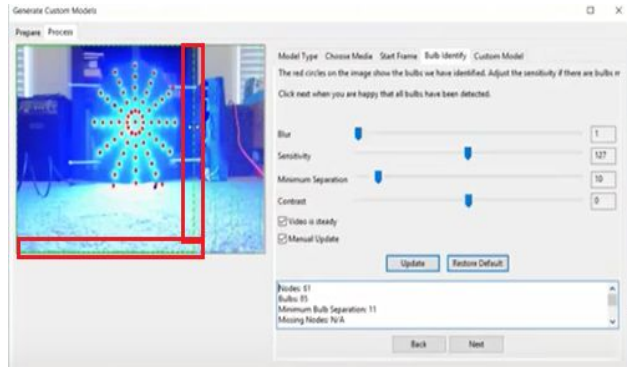 Generate Custom Models
Prepare Process
Model Type Choose Media Start Frame Bulb Identify Custom Model
The red circles on the image show the bulbs we have identified. Adjust the sensitivity if there are bulbs m
Click next when you are happy that all bulbs have been detected.
Blur 1
Sensitivity 127
Minimum Separation 10
Contrast 0
Video is steady
Manual Update
Update Restore Default
Nodes: 61
Bulbs: 85
Minimum Bulb Separation: 11
Missing Nodes: N/A
Back Next